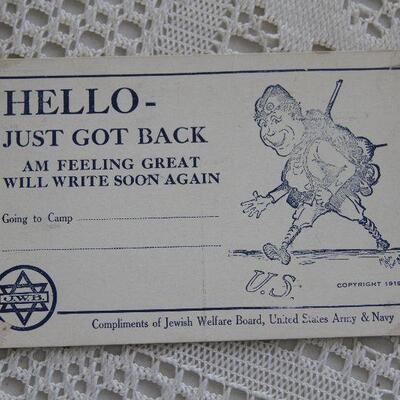 HELLO -
JUST GOT BACK
AM FEELING GREAT
WILL WRITE SOON AGAIN
Going to Camp
U.S.
COPYRIGHT 1919
J.W.B.
Compliments of Jewish Welfare Board, United States Army & Navy